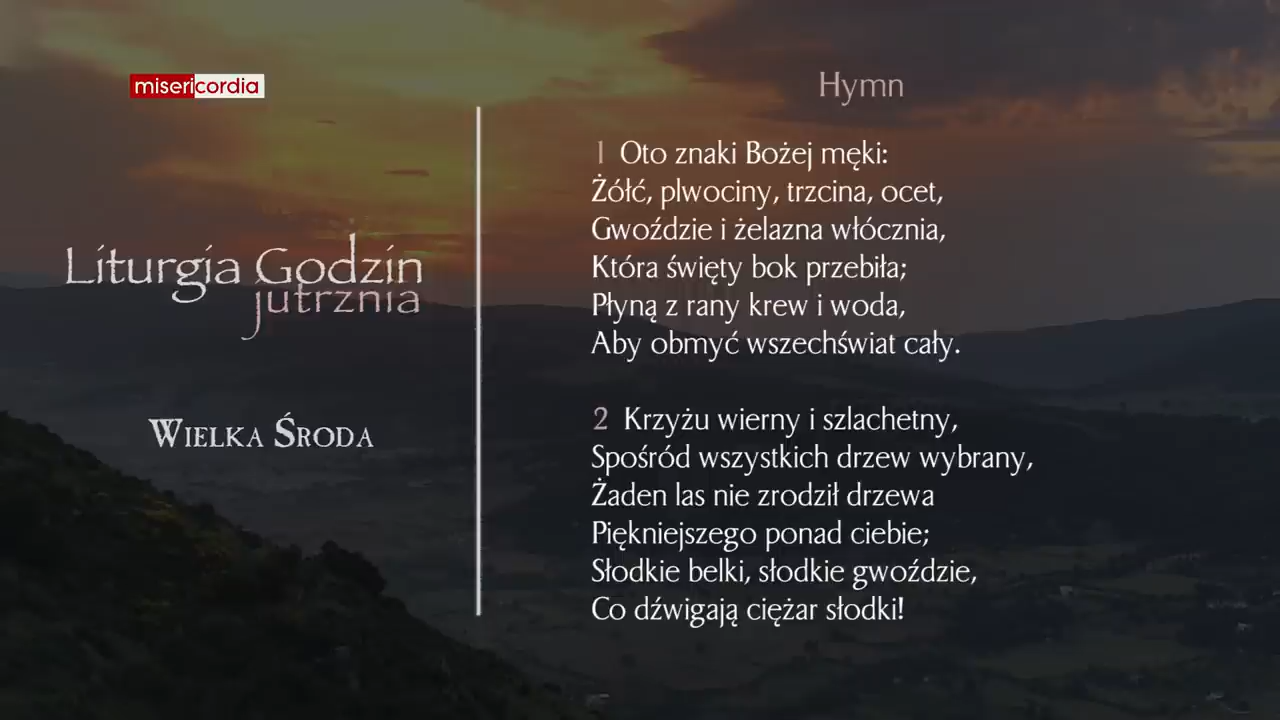 misericordia
Liturgia Godzin
jutrznia
Wielka Środa
Hymn
1 Oto znaki Bożej męki:
Żółć, plwociny, trzcina, ocet,
Gwoździe i żelazna włócznia,
Która święty bok przebiła;
Płyną z rany krew i woda,
Aby obmyć wszechświat cały.
2 Krzyżu wierny i szlachetny,
Spośród wszystkich drzew wybrany,
Żaden las nie zrodził drzewa
Piękniejszego ponad ciebie;
Słodkie belki, słodkie gwoździe,
Co dźwigają ciężar słodki!